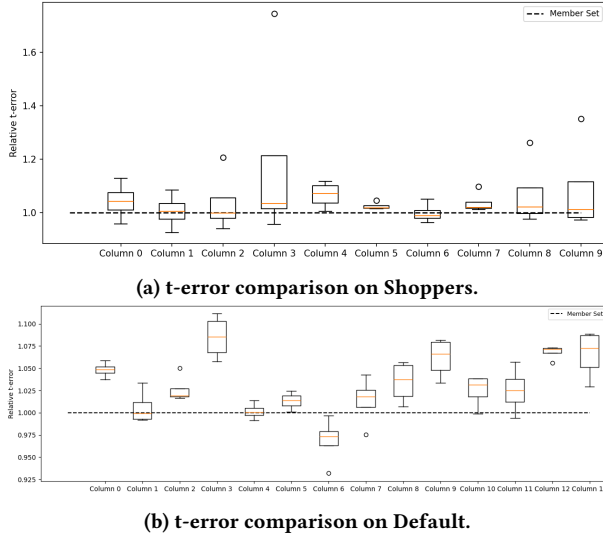 Member Set
Relative t-error
1.6
1.4
1.2
1.0
Column 0 Column 1 Column 2 Column 3 Column 4 Column 5 Column 6 Column 7 Column 8 Column 9
(a) t-error comparison on Shoppers.
Member Set
Relative t-error
1.100
1.075
1.050
1.025
1.000
0.975
0.950
0.925
Column 0 Column 1 Column 2 Column 3 Column 4 Column 5 Column 6 Column 7 Column 8 Column 9 Column 10 Column 11 Column 12 Column 1
(b) t-error comparison on Default.